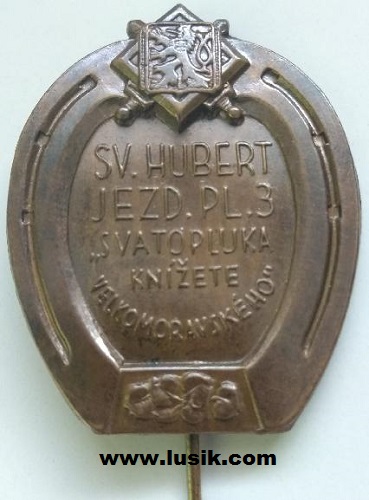 SV. HUBERT
JEZD. PL. 3
"SVATOPLUKA
KNÍŽETE
VELKOMORAVSKÉHO"
www.lusik.com